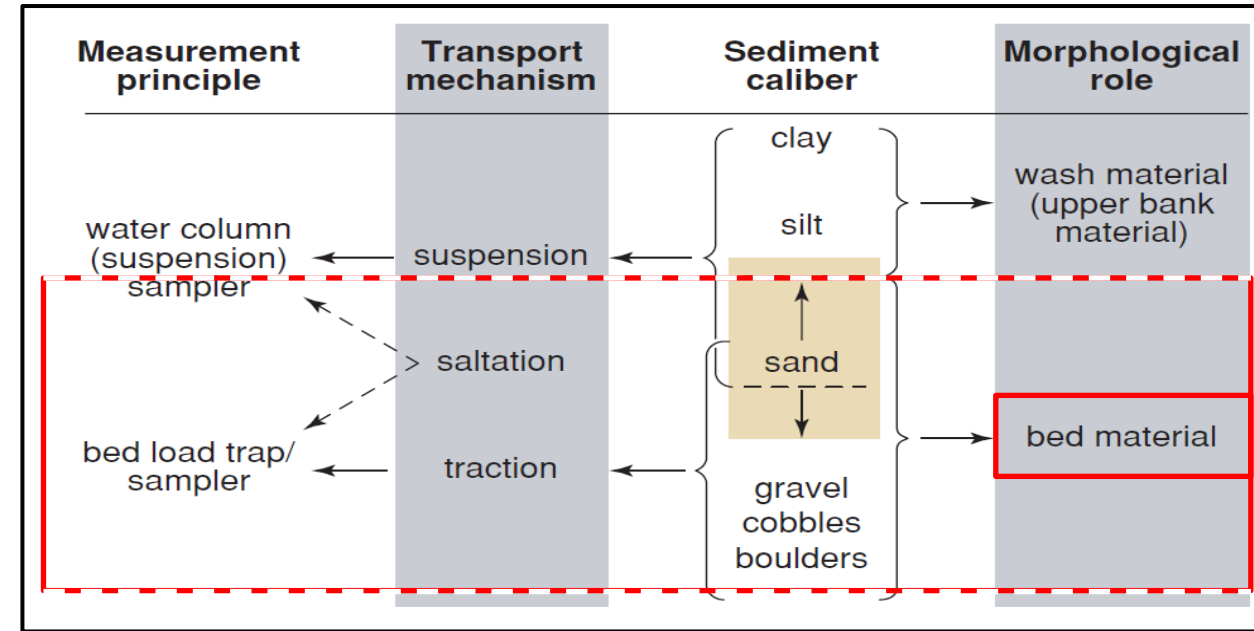 Measurement
principle
Transport
mechanism
Sediment
caliber
Morphological
role
clay
silt
wash material
(upper bank
material)
water column
(suspension)
sampler
suspension
saltation
sand
bed load trap/
sampler
traction
gravel
cobbles
boulders
bed material